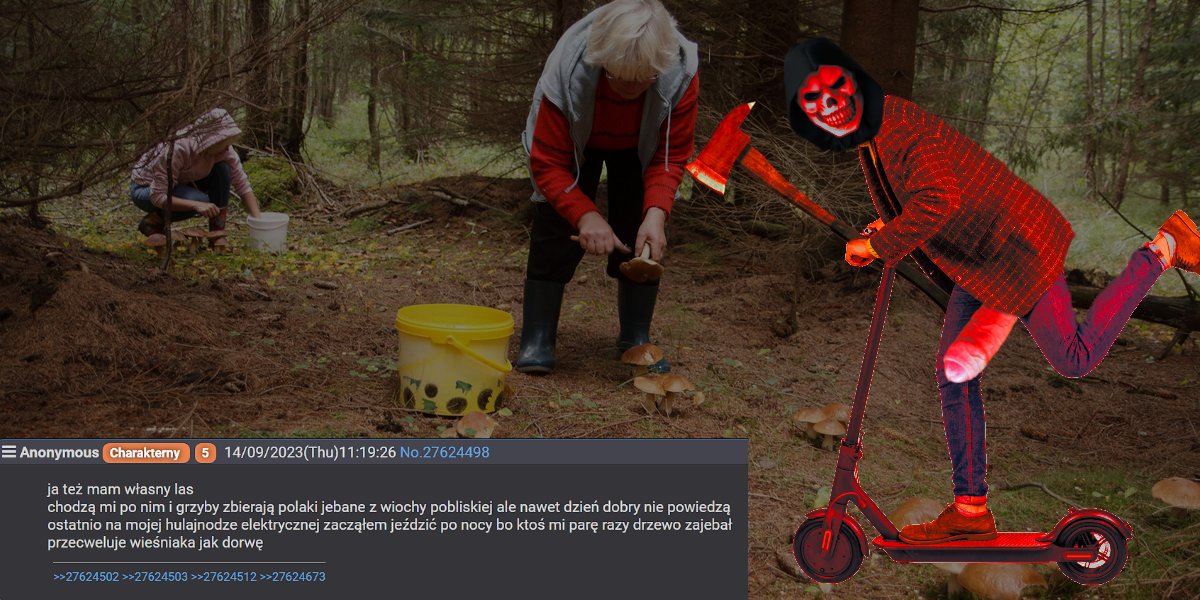 Anonymous Charakterny 5 14/09/2023(Thu)11:19:26 No.27624498
ja też mam własny las
chodzą mi po nim i grzyby zbierają polaki jebane z wiochy pobliskiej ale nawet dzień dobry nie powiedzą
ostatnio na mojej hulajnodze elektrycznej zacząłem jeździć po nocy bo ktoś mi parę razy drzewo zajebał
przecweluje wieśniaka jak dorwę
>>27624502 >>27624503 >>27624512 >>27624673